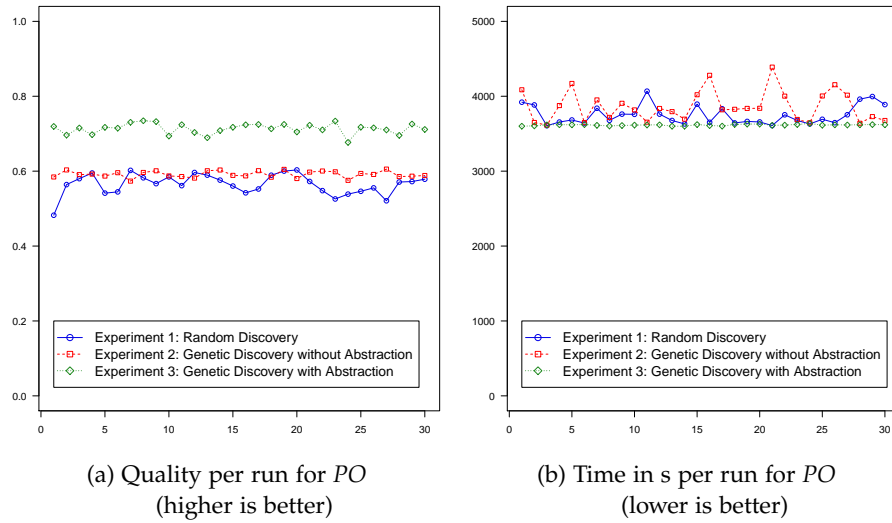 1.0
0.8
0.6
0.4
0.2
0.0
Experiment 1: Random Discovery
Experiment 2: Genetic Discovery without Abstraction
Experiment 3: Genetic Discovery with Abstraction
0 5 10 15 20 25 30
(a) Quality per run for PO
(higher is better)
5000
4000
3000
2000
1000
0
Experiment 1: Random Discovery
Experiment 2: Genetic Discovery without Abstraction
Experiment 3: Genetic Discovery with Abstraction
0 5 10 15 20 25 30
(b) Time in s per run for PO
(lower is better)